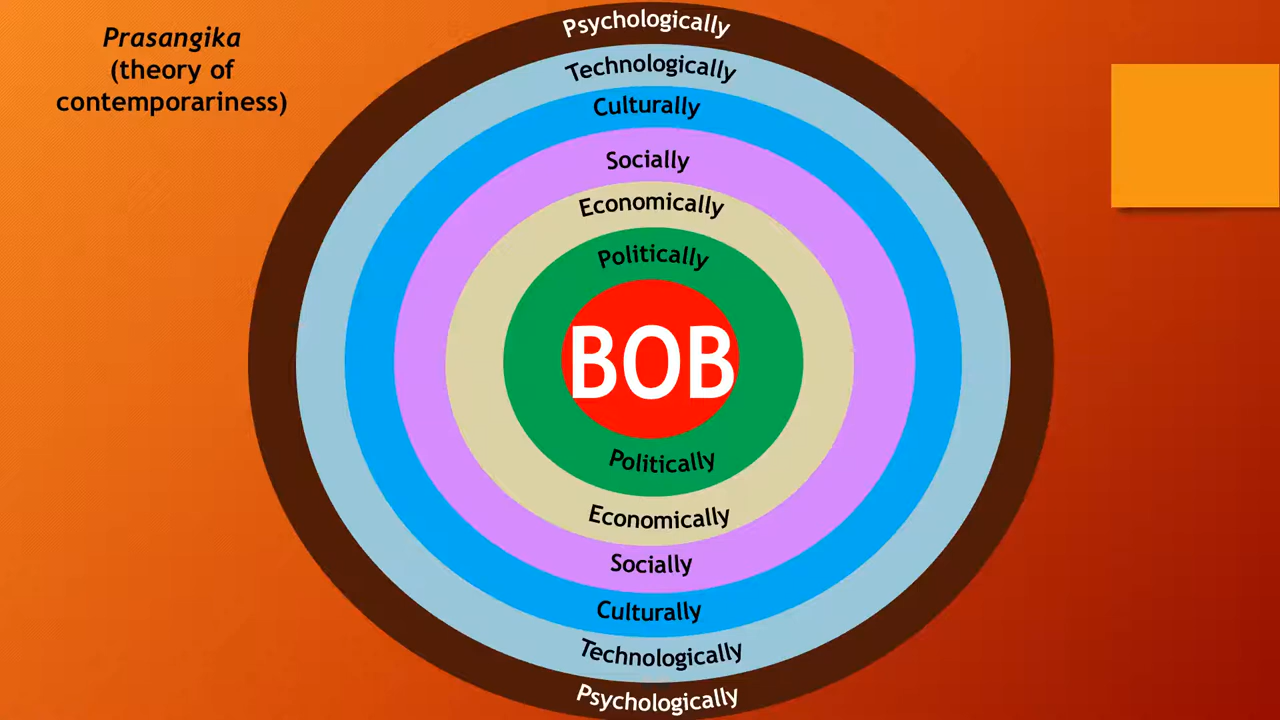 Prasangika
(theory of
contemporariness)
Psychologically
Technologically
Culturally
Socially
Economically
Politically
BOB
Politically
Economically
Socially
Culturally
Technologically
Psychologically